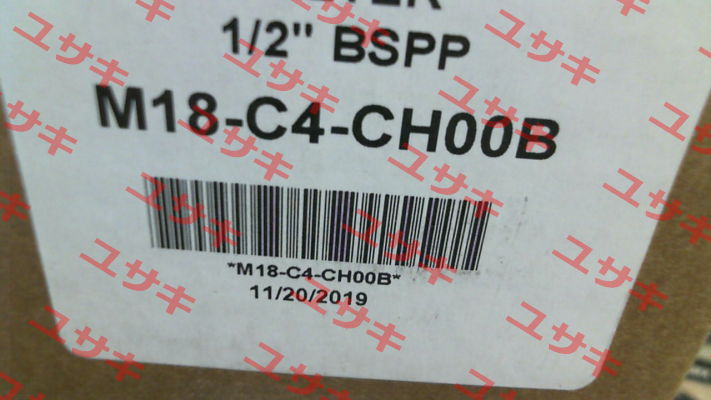 1/2" BSPP
M18-C4-CH00B
*M18-C4-CH00B*
11/20/2019
ユサキ